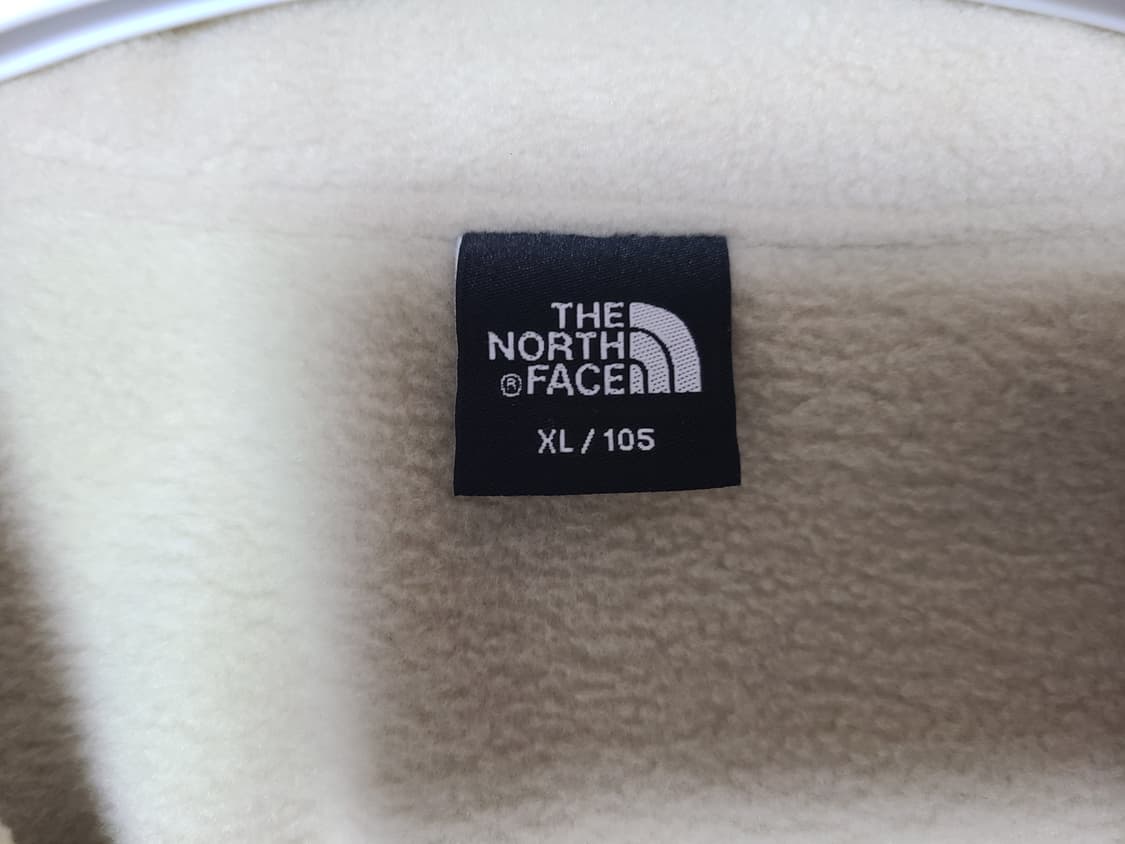 THE
NORTH
®FACE
XL / 105